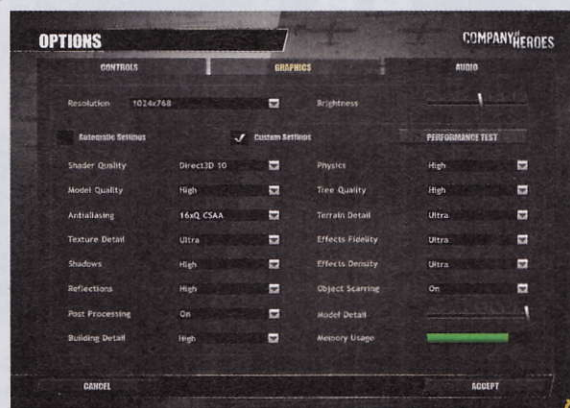 OPTIONS
COMPANY OF HEROES
CONTROLS GRAPHICS AUDIO
Resolution 1024x768 Brightness
Automatic Settings Custom Settings PERFORMANCE TEST
Shader Quality Direct3D 10 Physics High
Model Quality High Tree Quality High
Antialiasing 16xQ CSAA Terrain Detail Ultra
Texture Detail Ultra Effects Fidelity Ultra
Shadows High Effects Density Ultra
Reflections High Object Scarring On
Post Processing On Model Detail
Building Detail High Memory Usage
CANCEL ACCEPT